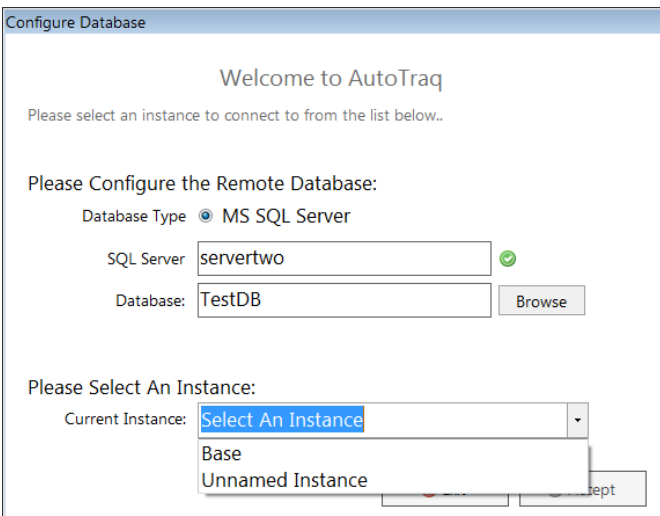 Configure Database
Welcome to AutoTraq
Please select an instance to connect to from the list below..
Please Configure the Remote Database:
Database Type MS SQL Server
SQL Server servertwo
Database: TestDB Browse
Please Select An Instance:
Current Instance: Select An Instance
Base
Unnamed Instance